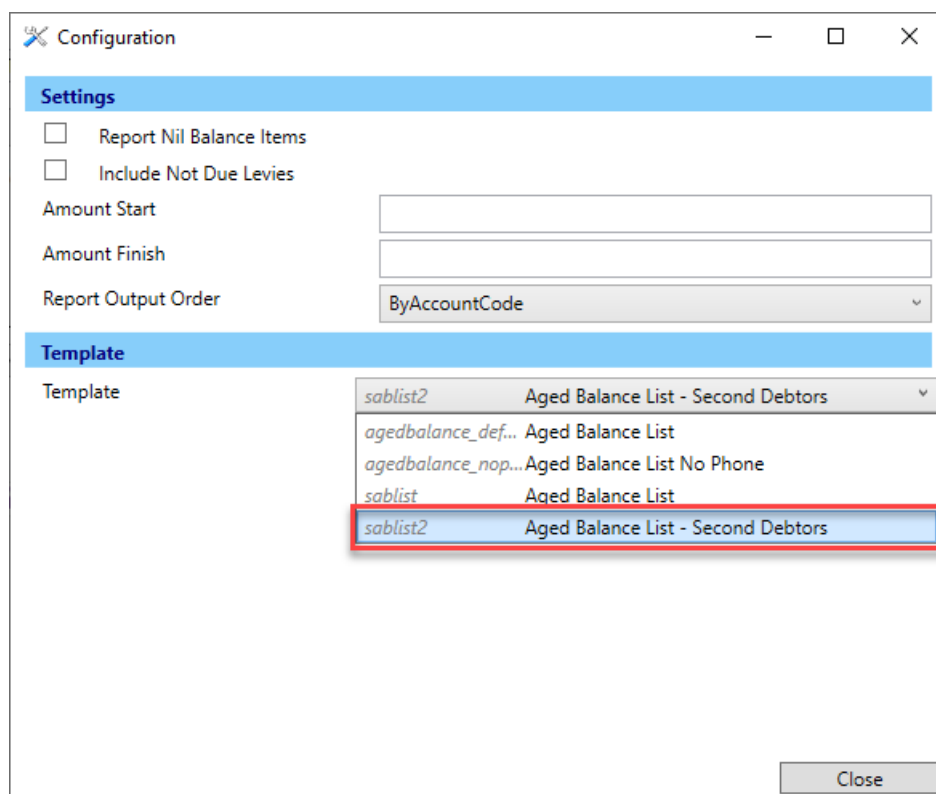 Configuration
Settings
Report Nil Balance Items
Include Not Due Levies
Amount Start
Amount Finish
Report Output Order ByAccountCode
Template
Template sablist2 Aged Balance List - Second Debtors
agedbalance_def... Aged Balance List
agedbalance_nop... Aged Balance List No Phone
sablist Aged Balance List
sablist2 Aged Balance List - Second Debtors
Close